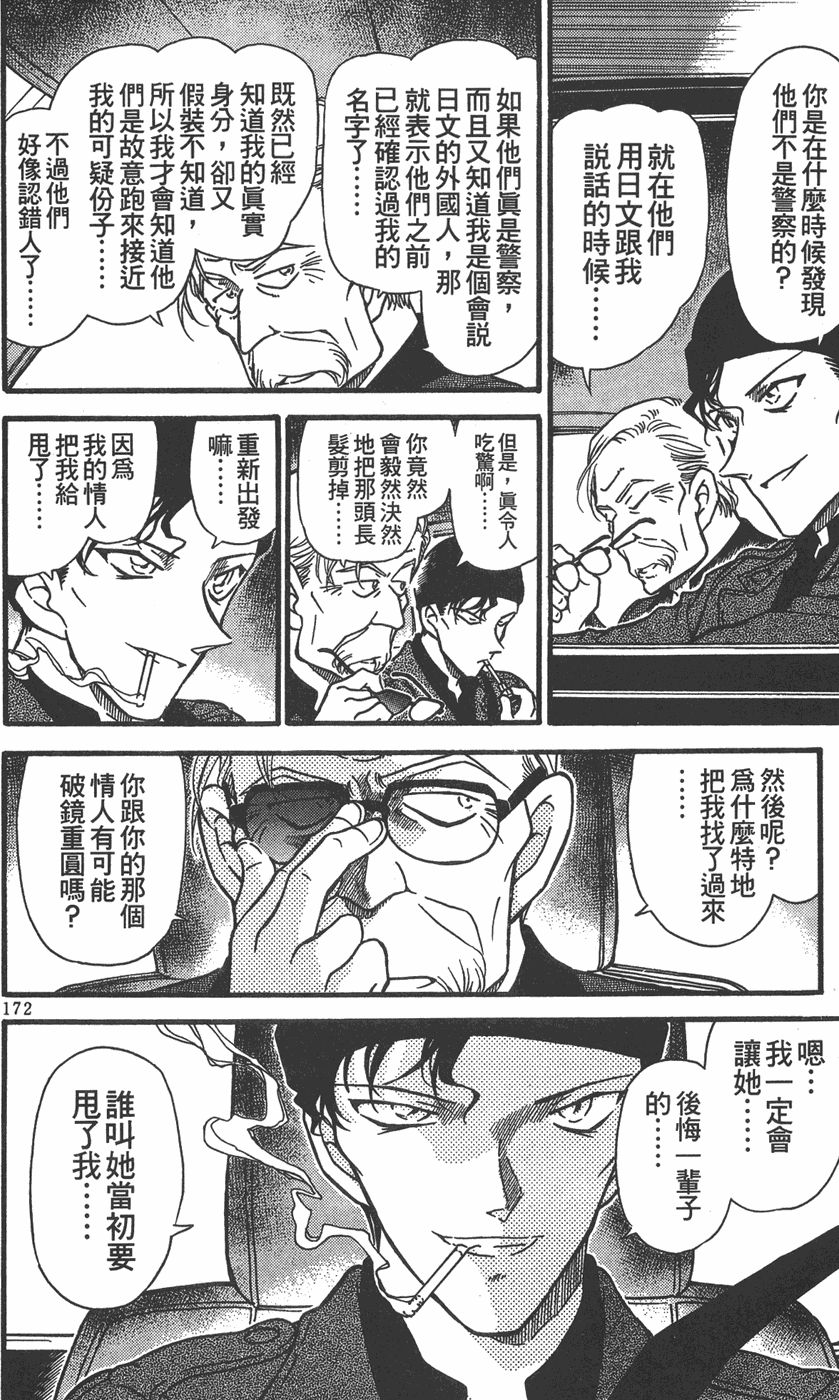 你是在什麼時候發現
他們不是警察的？
就在他們
用日文跟我
說話的時候……
如果他們眞是警察，
而且又知道我是個會說
日文的外國人，那
就表示他們之前
已經確認過我的
名字了……
既然已經
知道我的眞實
身分，卻又
假裝不知道，
所以我才會知道他
們是故意跑來接近
我的可疑份子……
不過他們
好像認錯人了……
但是，眞令人
吃驚啊……
你竟然
會毅然決然
地把那頭長
髮剪掉……
重新出發
嘛……
因爲
我的情人
把我給
甩了……
然後呢？
爲什麼特地
把我找了過來
……
你跟你的那個
情人有可能
破鏡重圓嗎？
172
嗯…
我一定會
讓她……
後悔一輩子
的……
誰叫她當初要
甩了我……